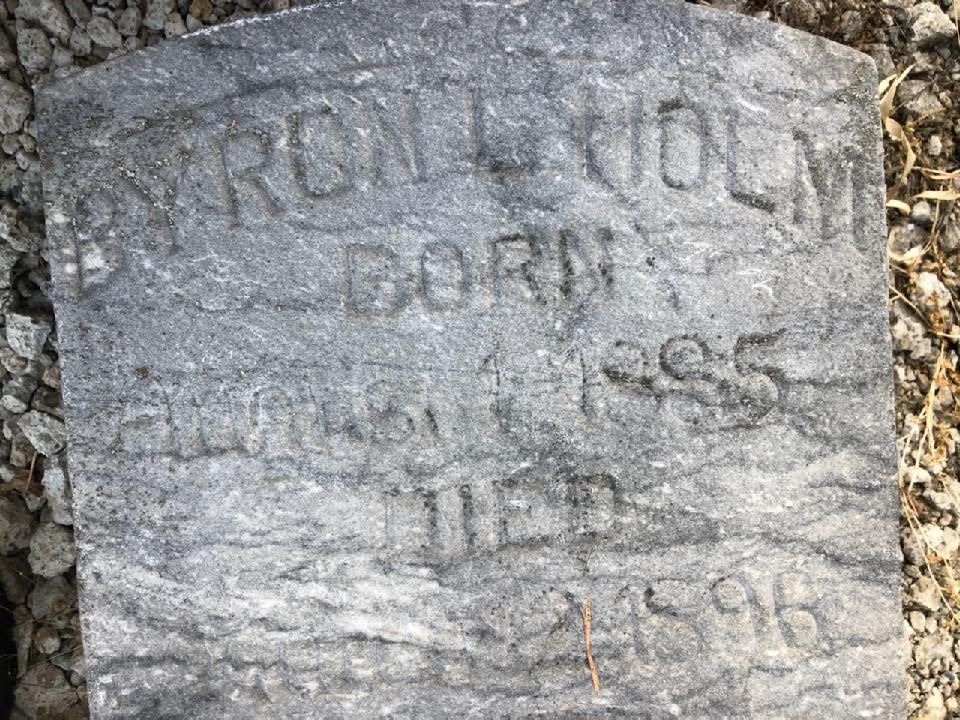 BYRON L. HOLM
BORN
AUGUST 1 1885
DIED
1896